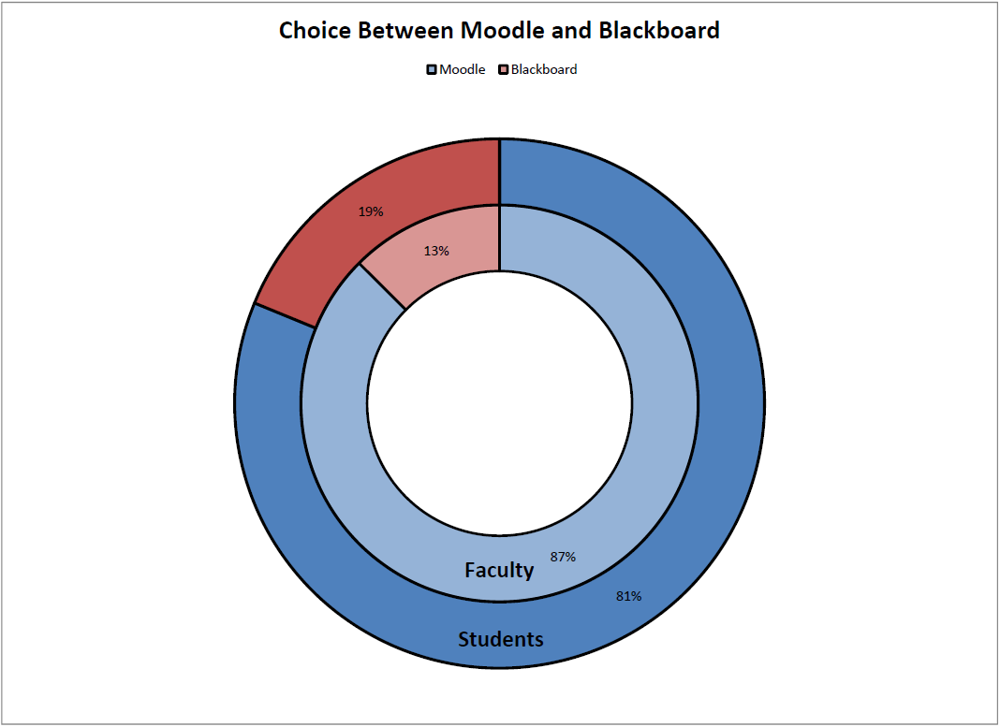 Choice Between Moodle and Blackboard
Moodle Blackboard
19%
13%
87%
Faculty
81%
Students